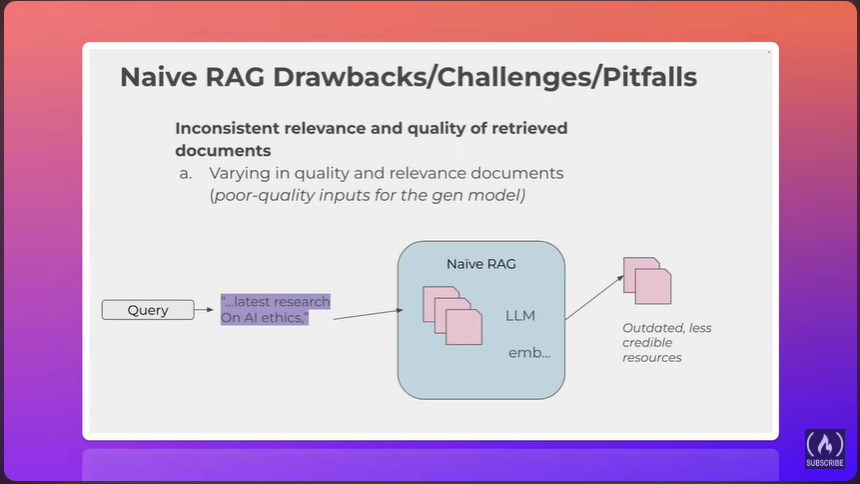 Naive RAG Drawbacks/Challenges/Pitfalls
Inconsistent relevance and quality of retrieved
documents
a. Varying in quality and relevance documents
(poor-quality inputs for the gen model)
Query
“...latest research
On AI ethics,”
Naïve RAG
LLM
emb...
Outdated, less
credible
resources
SUBSCRIBE